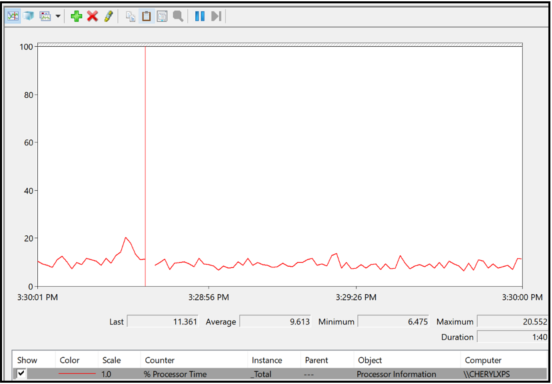 100
80
60
40
20
0
3:30:01 PM 3:28:56 PM 3:29:26 PM 3:30:00 PM
Last 11.361 Average 9.613 Minimum 6.475 Maximum 20.552
Duration 1:40
Show Color Scale Counter Instance Parent Object Computer
1.0 % Processor Time _Total --- Processor Information \\CHERYLXPS